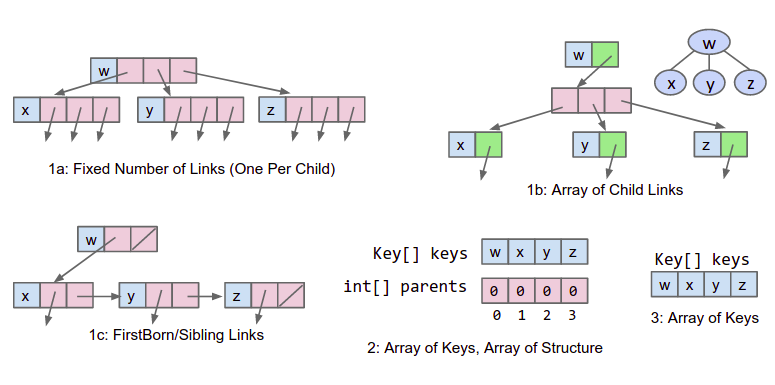 w
x
y
z
1a: Fixed Number of Links (One Per Child)
w
x
y
z
1b: Array of Child Links
w
x
y
z
w
x
y
z
1c: FirstBorn/Sibling Links
Key[] keys
w x y z
int[] parents
0 0 0 0
0 1 2 3
2: Array of Keys, Array of Structure
Key[] keys
w x y z
3: Array of Keys